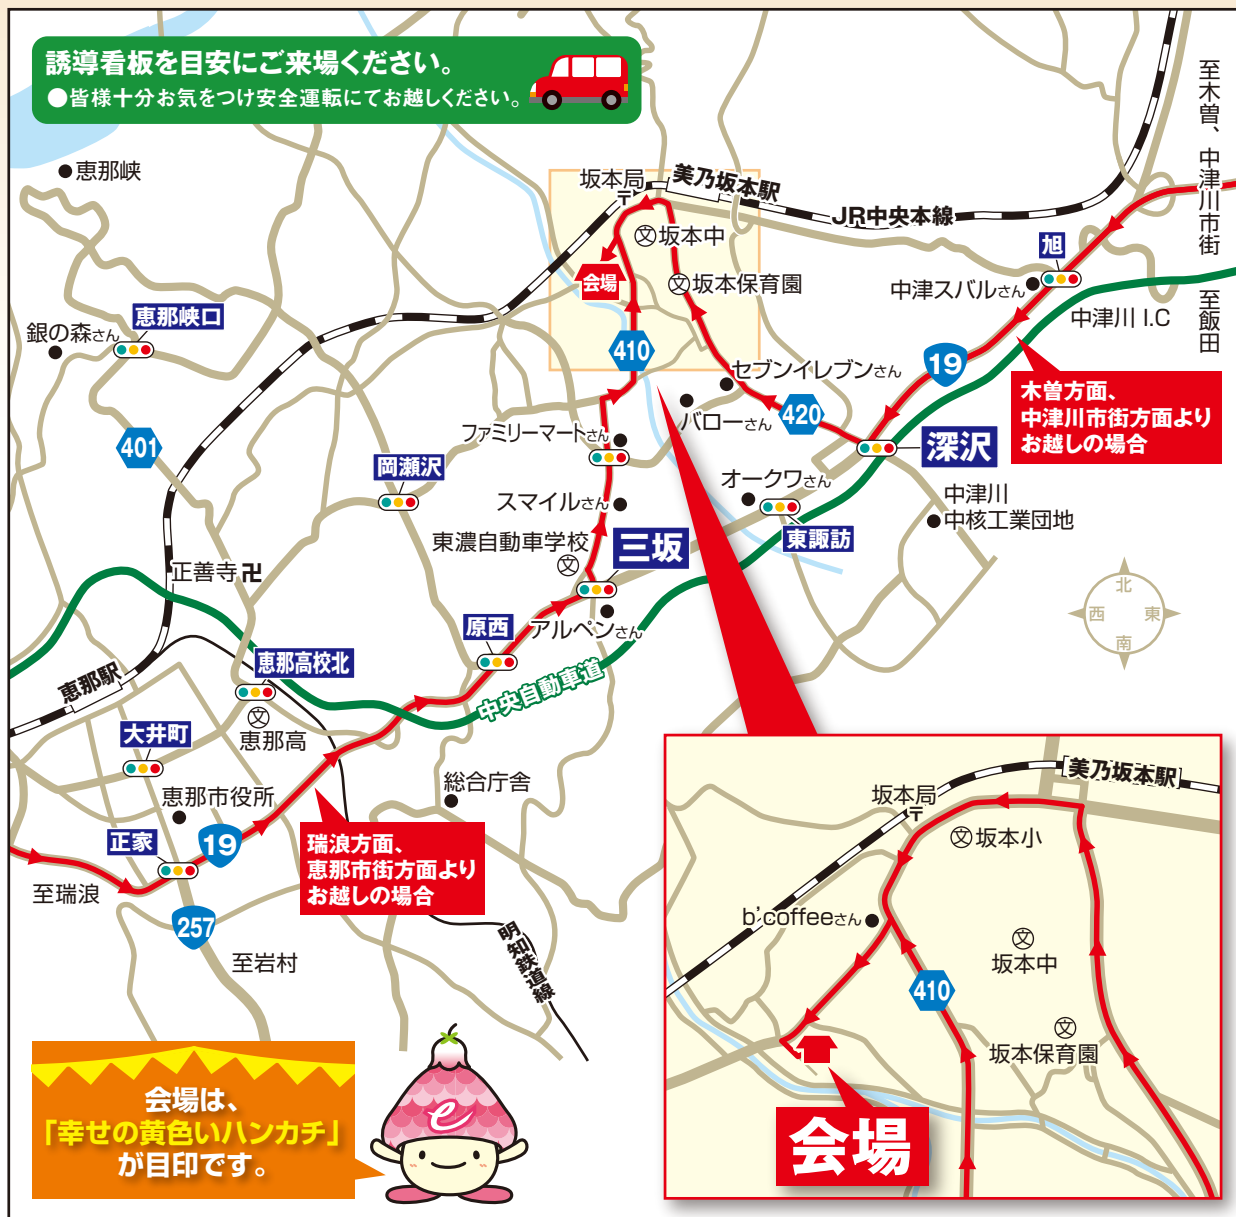 誘導看板を目安にご来場ください。
●皆様十分お気をつけ安全運転にてお越しください。
恵那峡
坂本局
美乃坂本駅
JR中央本線
至木曽、中津川市街
坂本中
旭
会場
坂本保育園
中津スバルさん
中津川 I.C
至飯田
恵那峡口
銀の森さん
410
19
セブンイレブンさん
木曽方面、
中津川市街方面より
お越しの場合
420
バローさん
401
ファミリーマートさん
深沢
岡瀬沢
オークワさん
中津川
中核工業団地
スマイルさん
東諏訪
東濃自動車学校
三坂
正善寺
北
西
東
南
原西
アルペンさん
恵那駅
恵那高校北
中央自動車道
大井町
恵那高
総合庁舎
恵那市役所
正家
19
瑞浪方面、
恵那市街方面より
お越しの場合
至瑞浪
257
至岩村
明知鉄道線
美乃坂本駅
坂本局
坂本小
b'coffeeさん
坂本中
410
坂本保育園
会場
会場は、
「幸せの黄色いハンカチ」
が目印です。
e